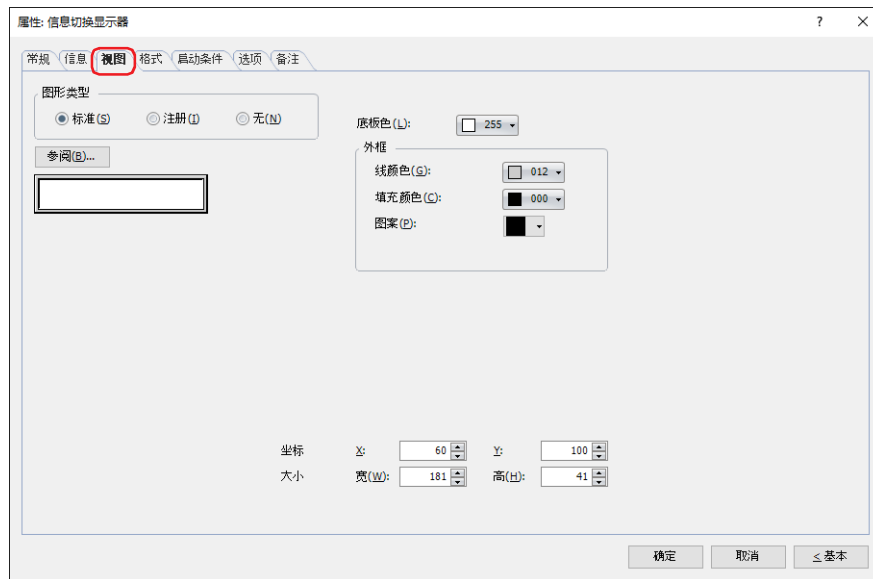 属性: 信息切换显示器 ?
常规 信息 视图 格式 启动条件 选项 备注
图形类型
标准(S) 注册(I) 无(N)
参阅(B)...
底板色(L): 255
外框
线颜色(G): 012
填充颜色(C): 000
图案(P):
坐标 X: 60 Y: 100
大小 宽(W): 181 高(H): 41
确定 取消 < 基本